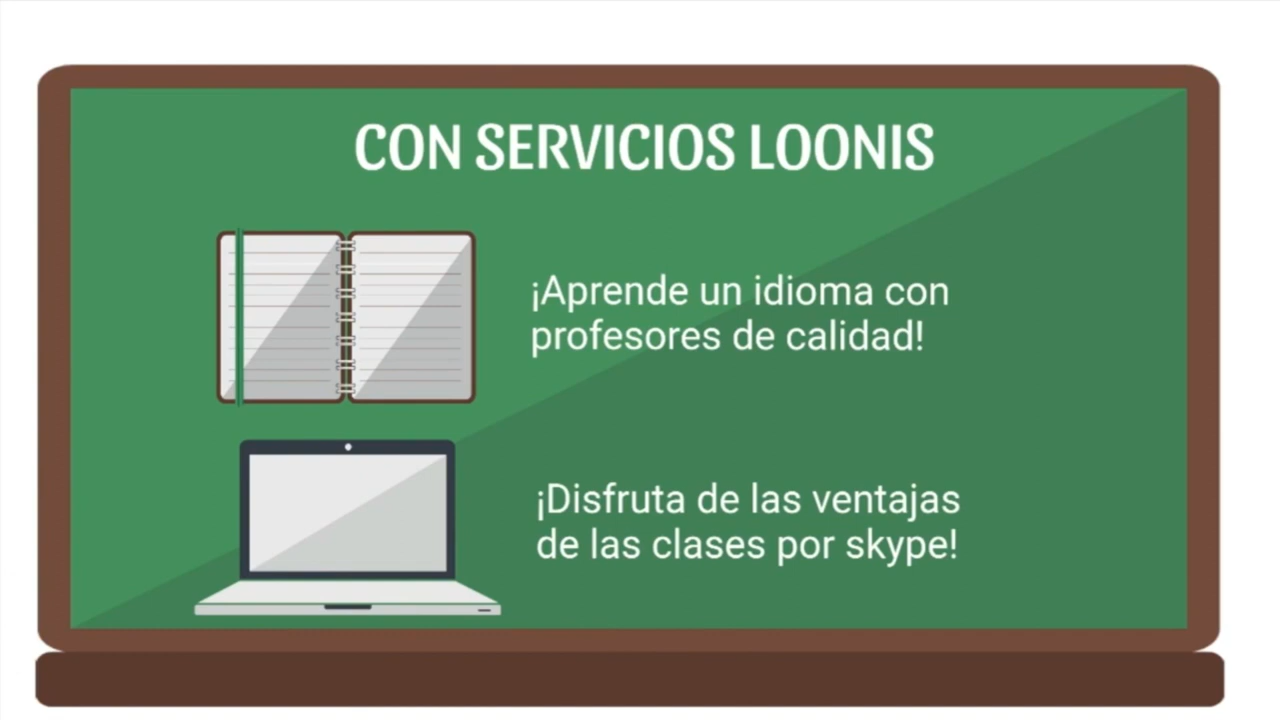 CON SERVICIOS LOONIS
¡Aprende un idioma con
profesores de calidad!
¡Disfruta de las ventajas
de las clases por skype!